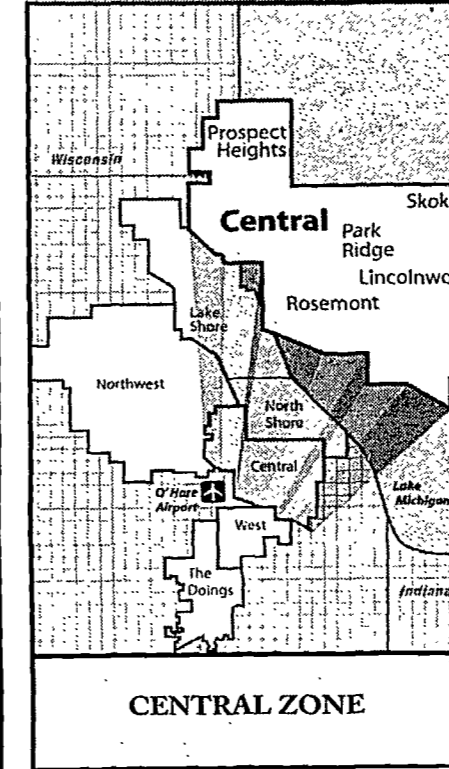 Prospect
Heights
Wisconsin
Skok
Central
Park
Ridge
Lincolnwo
Rosemont
Lake
Shore
Northwest
North
Shore
Central
O'Hare
Airport
Lake
Michigan
West
The
Doings
Indiana
CENTRAL ZONE